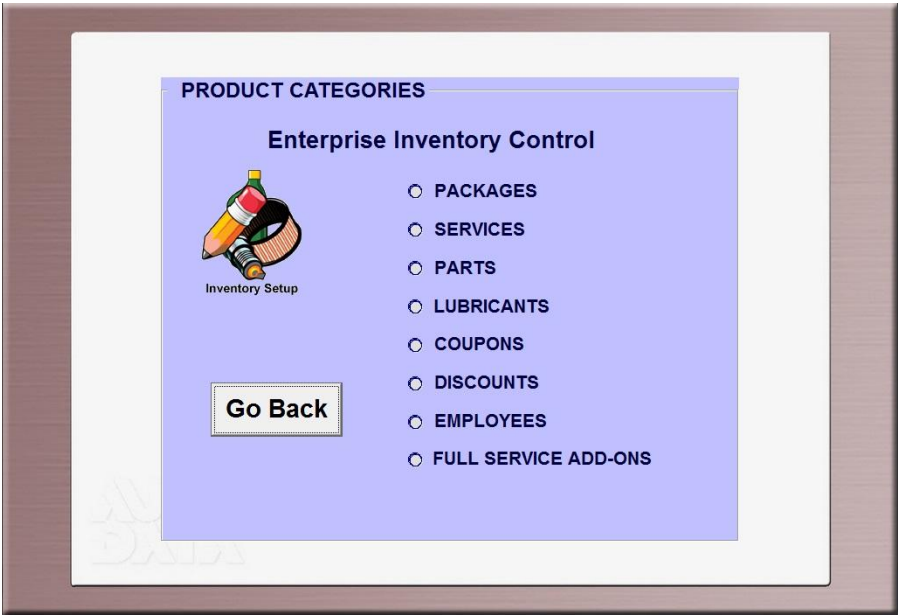 PRODUCT CATEGORIES
Enterprise Inventory Control
Inventory Setup
PACKAGES
SERVICES
PARTS
LUBRICANTS
COUPONS
DISCOUNTS
EMPLOYEES
FULL SERVICE ADD-ONS
Go Back
DATA